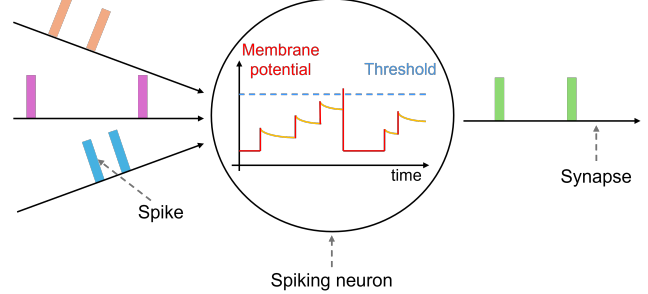 Membrane
potential
Threshold
time
Spike
Synapse
Spiking neuron